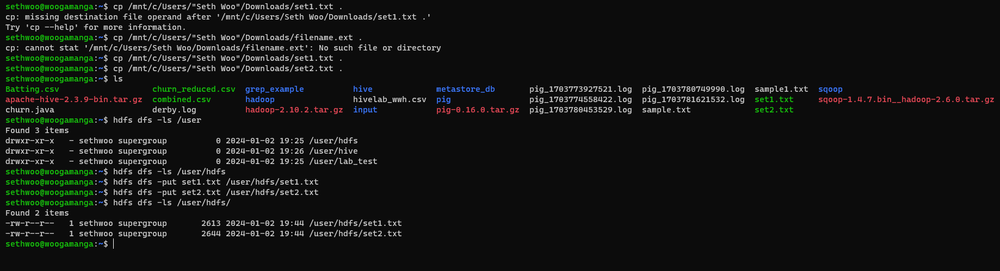 sethwoo@woogamanga:~$ cp /mnt/c/Users/"Seth Woo"/Downloads/set1.txt .
cp: missing destination file operand after '/mnt/c/Users/Seth Woo/Downloads/set1.txt .'
Try 'cp --help' for more information.
sethwoo@woogamanga:~$ cp /mnt/c/Users/"Seth Woo"/Downloads/filename.ext .
cp: cannot stat '/mnt/c/Users/Seth Woo/Downloads/filename.ext': No such file or directory
sethwoo@woogamanga:~$ cp /mnt/c/Users/"Seth Woo"/Downloads/set1.txt .
sethwoo@woogamanga:~$ cp /mnt/c/Users/"Seth Woo"/Downloads/set2.txt .
sethwoo@woogamanga:~$ ls
Batting.csv                   churn_reduced.csv  grep_example          hive             metastore_db       pig_1703773927521.log  pig_1703780749990.log  sample1.txt  sqoop
apache-hive-2.3.9-bin.tar.gz  combined.csv       hadoop                hivelab_wwh.csv  pig                pig_1703774558422.log  pig_1703781621532.log  set1.txt     sqoop-1.4.7.bin__hadoop-2.6.0.tar.gz
churn.java                    derby.log          hadoop-2.10.2.tar.gz  input            pig-0.16.0.tar.gz  pig_1703780453529.log  sample.txt             set2.txt
sethwoo@woogamanga:~$ hdfs dfs -ls /user
Found 3 items
drwxr-xr-x   - sethwoo supergroup          0 2024-01-02 19:25 /user/hdfs
drwxr-xr-x   - sethwoo supergroup          0 2024-01-02 19:26 /user/hive
drwxr-xr-x   - sethwoo supergroup          0 2024-01-02 19:25 /user/lab_test
sethwoo@woogamanga:~$ hdfs dfs -ls /user/hdfs
sethwoo@woogamanga:~$ hdfs dfs -put set1.txt /user/hdfs/set1.txt
sethwoo@woogamanga:~$ hdfs dfs -put set2.txt /user/hdfs/set2.txt
sethwoo@woogamanga:~$ hdfs dfs -ls /user/hdfs/
Found 2 items
-rw-r--r--   1 sethwoo supergroup       2613 2024-01-02 19:44 /user/hdfs/set1.txt
-rw-r--r--   1 sethwoo supergroup       2644 2024-01-02 19:44 /user/hdfs/set2.txt
sethwoo@woogamanga:~$